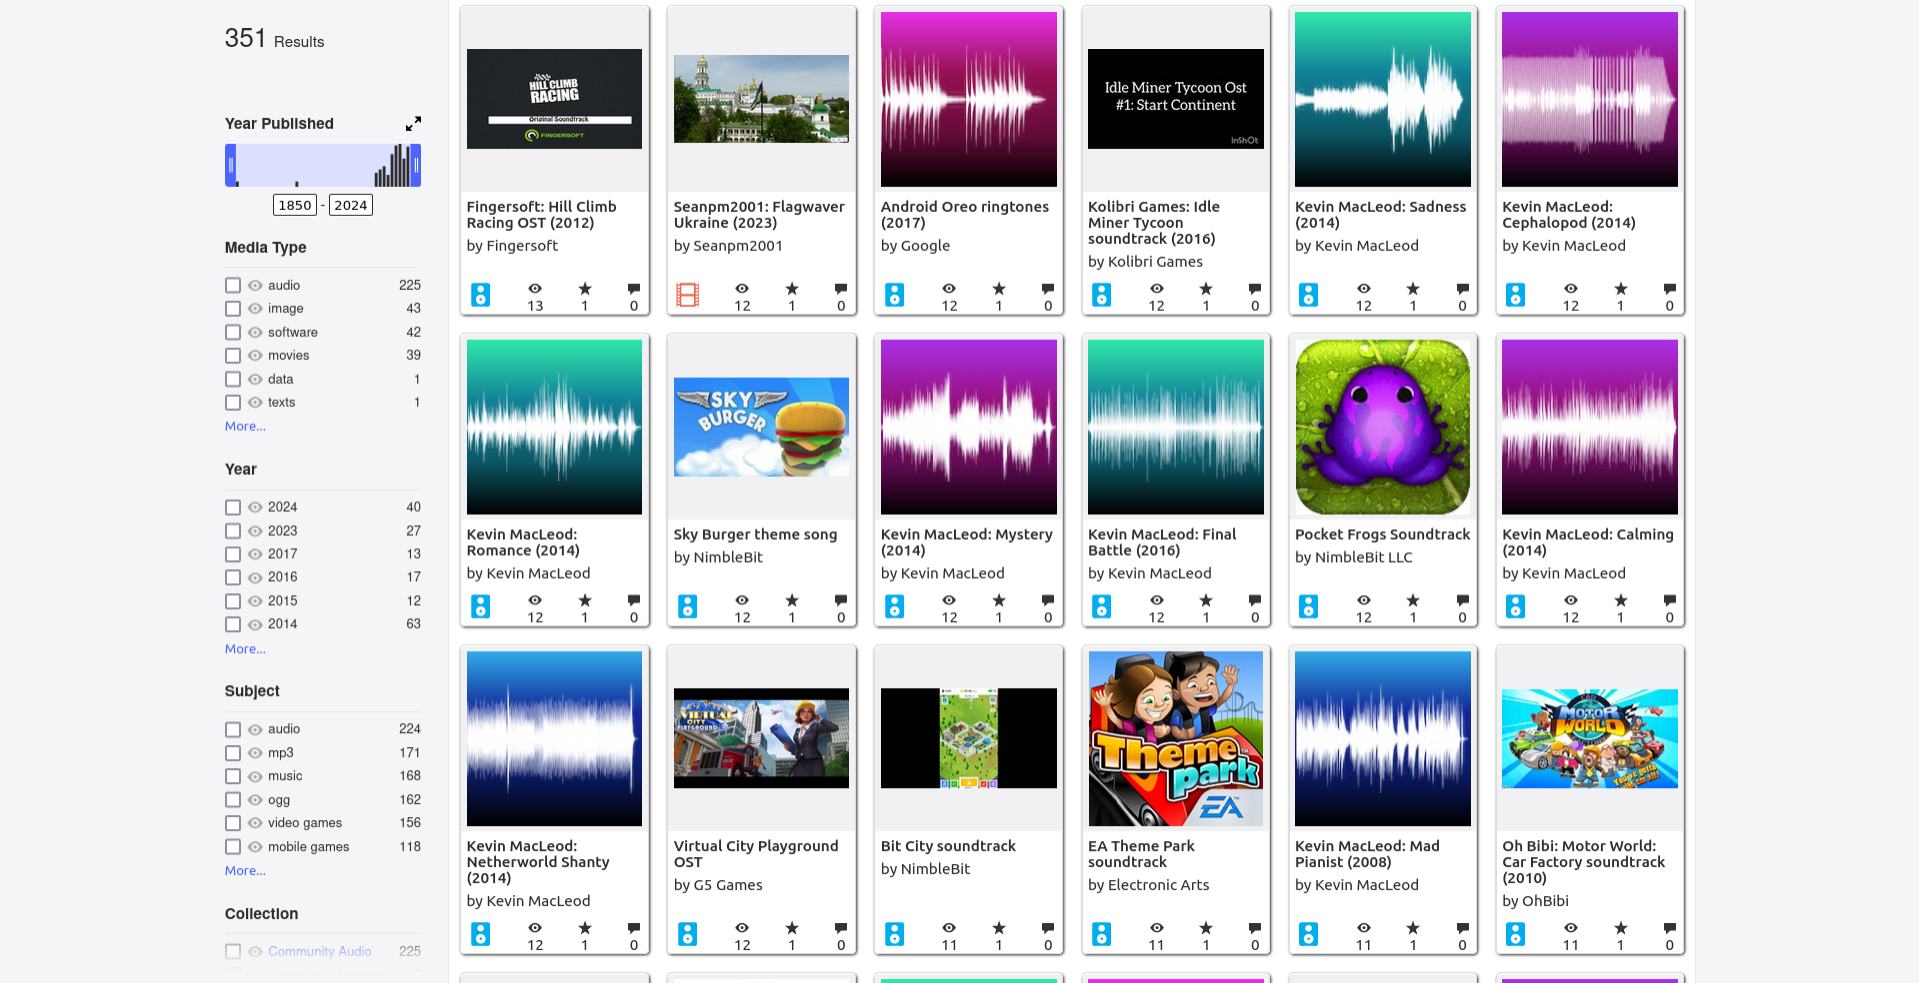 351 Results
Year Published
1850 - 2024
Media Type
audio 225
image 43
software 42
movies 39
data 1
texts 1
More...
Year
2024 40
2023 27
2017 13
2016 17
2015 12
2014 63
More...
Subject
audio 224
mp3 171
music 168
ogg 162
video games 156
mobile games 118
More...
Collection
Community Audio 225
HILL CLIMB
RACING
Original Soundtrack
FINGERSOFT
Fingersoft: Hill Climb
Racing OST (2012)
by Fingersoft
13 1 0
Seanpm2001: Flagwaver
Ukraine (2023)
by Seanpm2001
12 1 0
Android Oreo ringtones
(2017)
by Google
12 1 0
Idle Miner Tycoon Ost
#1: Start Continent
InShOt
Kolibri Games: Idle
Miner Tycoon
soundtrack (2016)
by Kolibri Games
12 1 0
Kevin MacLeod: Sadness
(2014)
by Kevin MacLeod
12 1 0
Kevin MacLeod:
Cephalopod (2014)
by Kevin MacLeod
12 1 0
Kevin MacLeod:
Romance (2014)
by Kevin MacLeod
12 1 0
SKY
BURGER
Sky Burger theme song
by NimbleBit
12 1 0
Kevin MacLeod: Mystery
(2014)
by Kevin MacLeod
12 1 0
Kevin MacLeod: Final
Battle (2016)
by Kevin MacLeod
12 1 0
Pocket Frogs Soundtrack
by NimbleBit LLC
12 1 0
Kevin MacLeod: Calming
(2014)
by Kevin MacLeod
12 1 0
Kevin MacLeod:
Netherworld Shanty
(2014)
by Kevin MacLeod
12 1 0
VIRTUAL
CITY
PLAYGROUND
Virtual City Playground
OST
by G5 Games
12 1 0
Bit City soundtrack
by NimbleBit
11 1 0
Theme
park
EA
EA Theme Park
soundtrack
by Electronic Arts
11 1 0
Kevin MacLeod: Mad
Pianist (2008)
by Kevin MacLeod
11 1 0
CAR
MOTOR
WORLD
You've gotta
'em all!
Oh Bibi: Motor World:
Car Factory soundtrack
(2010)
by OhBibi
11 1 0